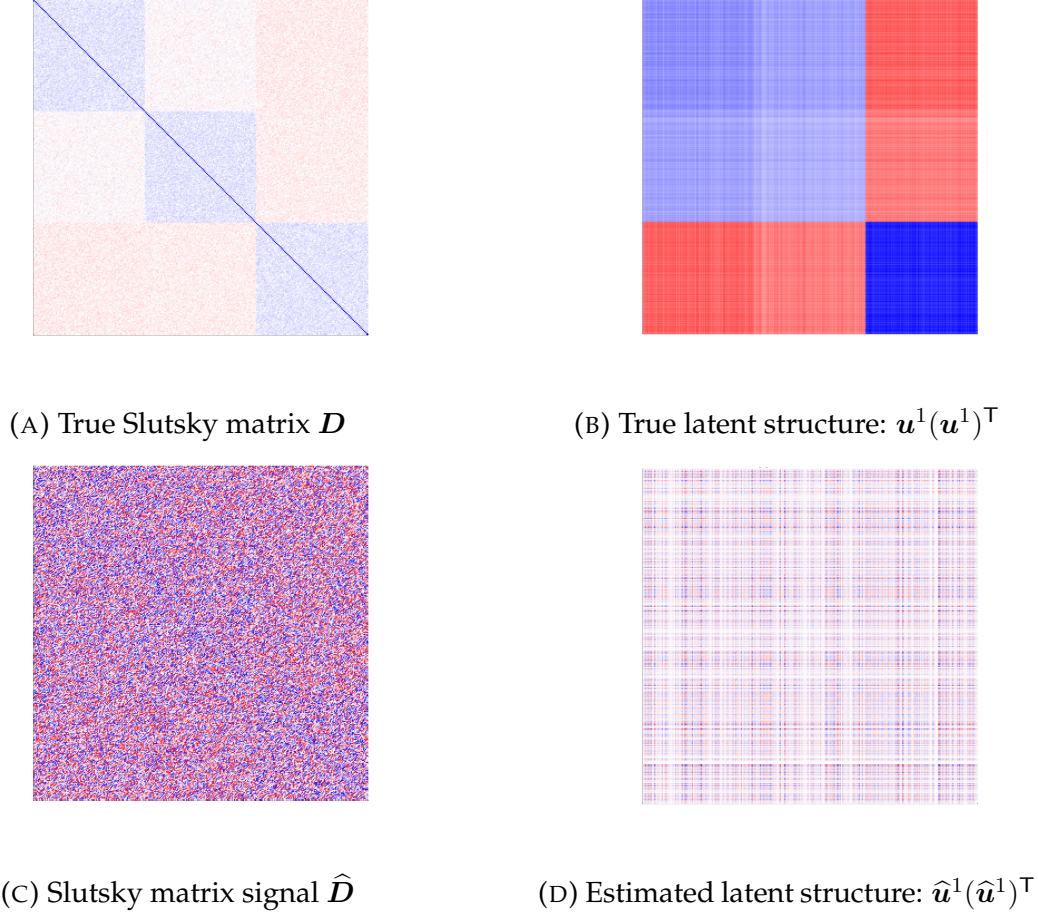 (A) True Slutsky matrix D
(B) True latent structure: u¹(u¹)ᵀ
(C) Slutsky matrix signal D̂
(D) Estimated latent structure: û¹(û¹)ᵀ